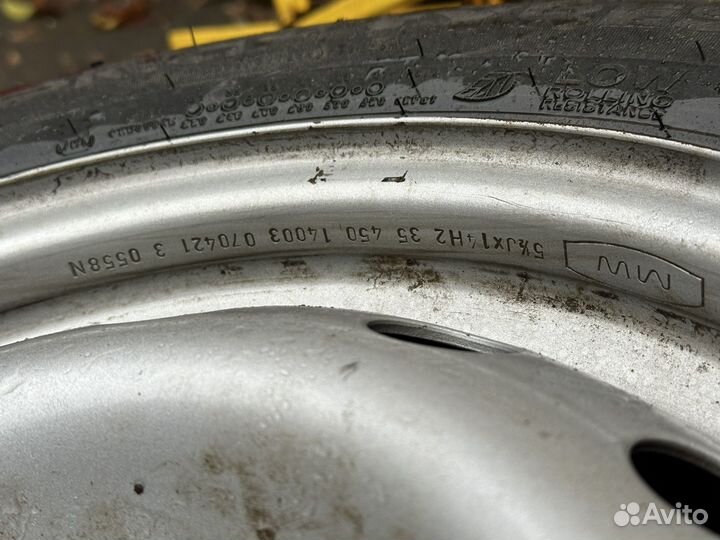 LOW
ROLLING
RESISTANCE
MW
5½Jx14H2 35 450 14003 070421 3 0558N
Avito